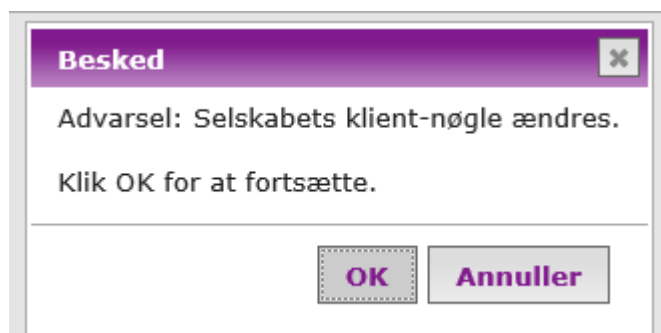 Besked
Advarsel: Selskabets klient-nøgle ændres.
Klik OK for at fortsætte.
OK Annuller